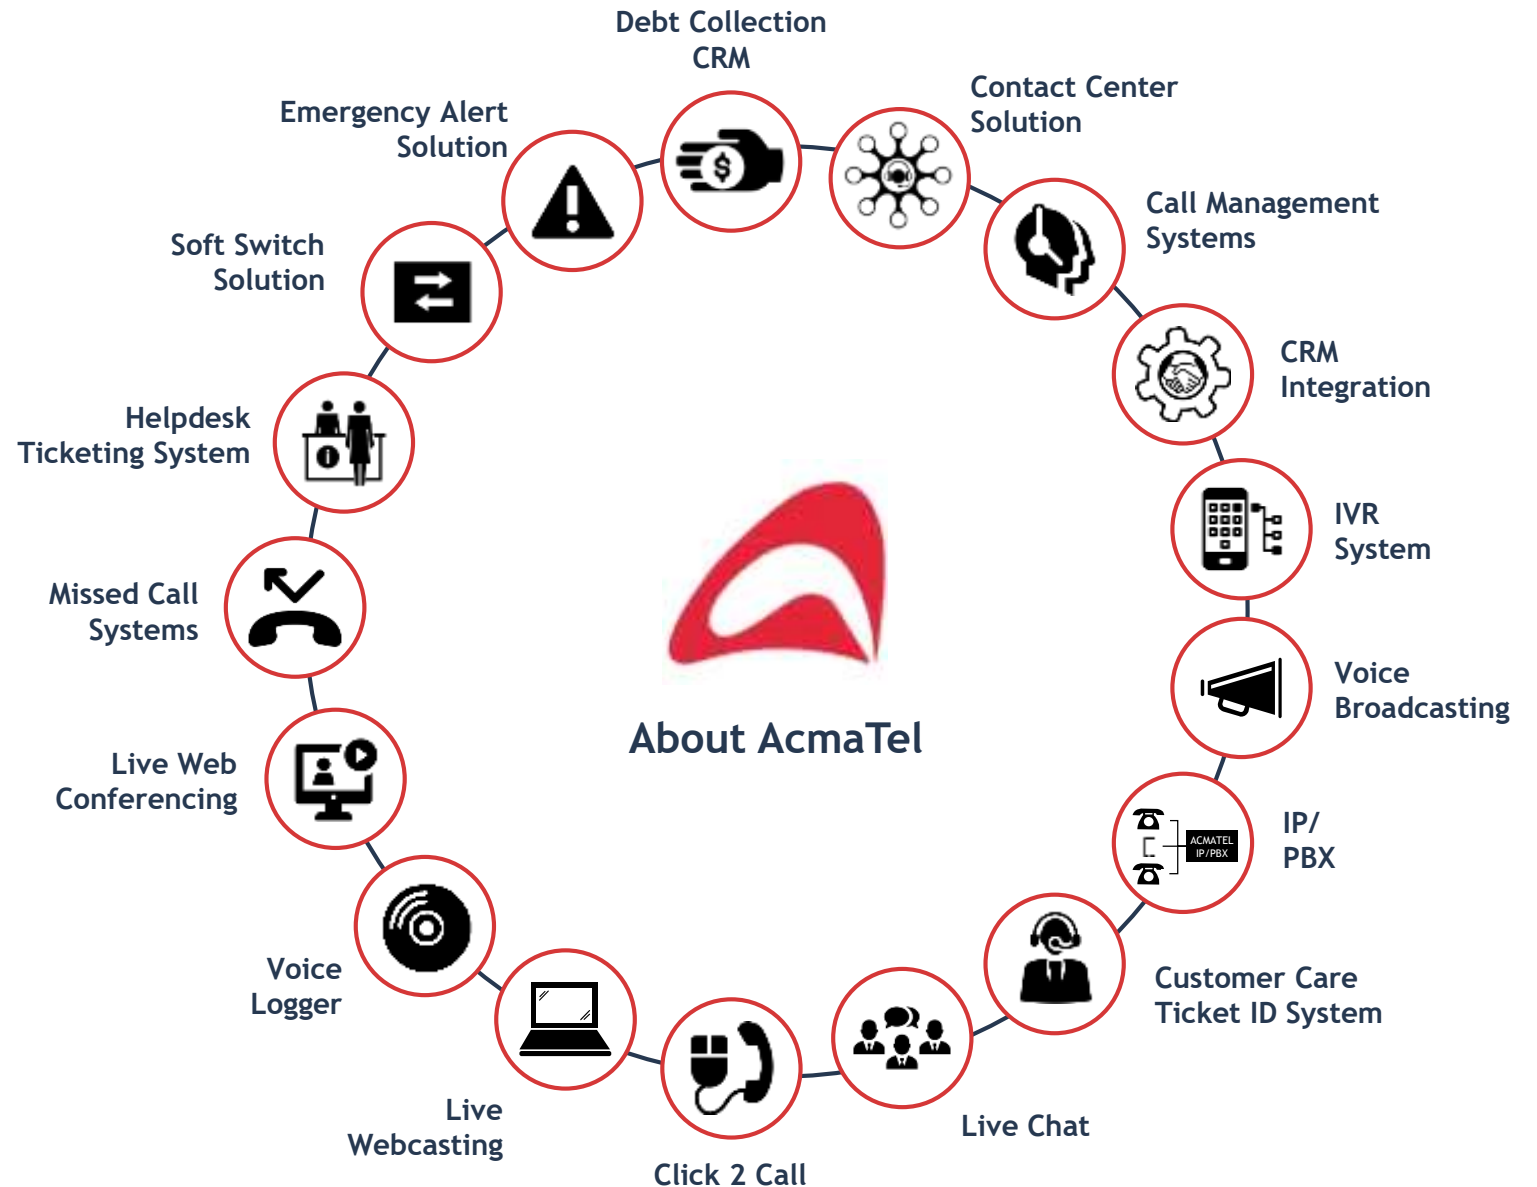 Debt Collection
CRM
Contact Center
Solution
Call Management
Systems
CRM
Integration
IVR
System
Voice
Broadcasting
IP/
PBX
ACMATEL
IP/PBX
Customer Care
Ticket ID System
Live Chat
Click 2 Call
Live
Webcasting
Voice
Logger
Live Web
Conferencing
Missed Call
Systems
Helpdesk
Ticketing System
Soft Switch
Solution
Emergency Alert
Solution
About AcmaTel